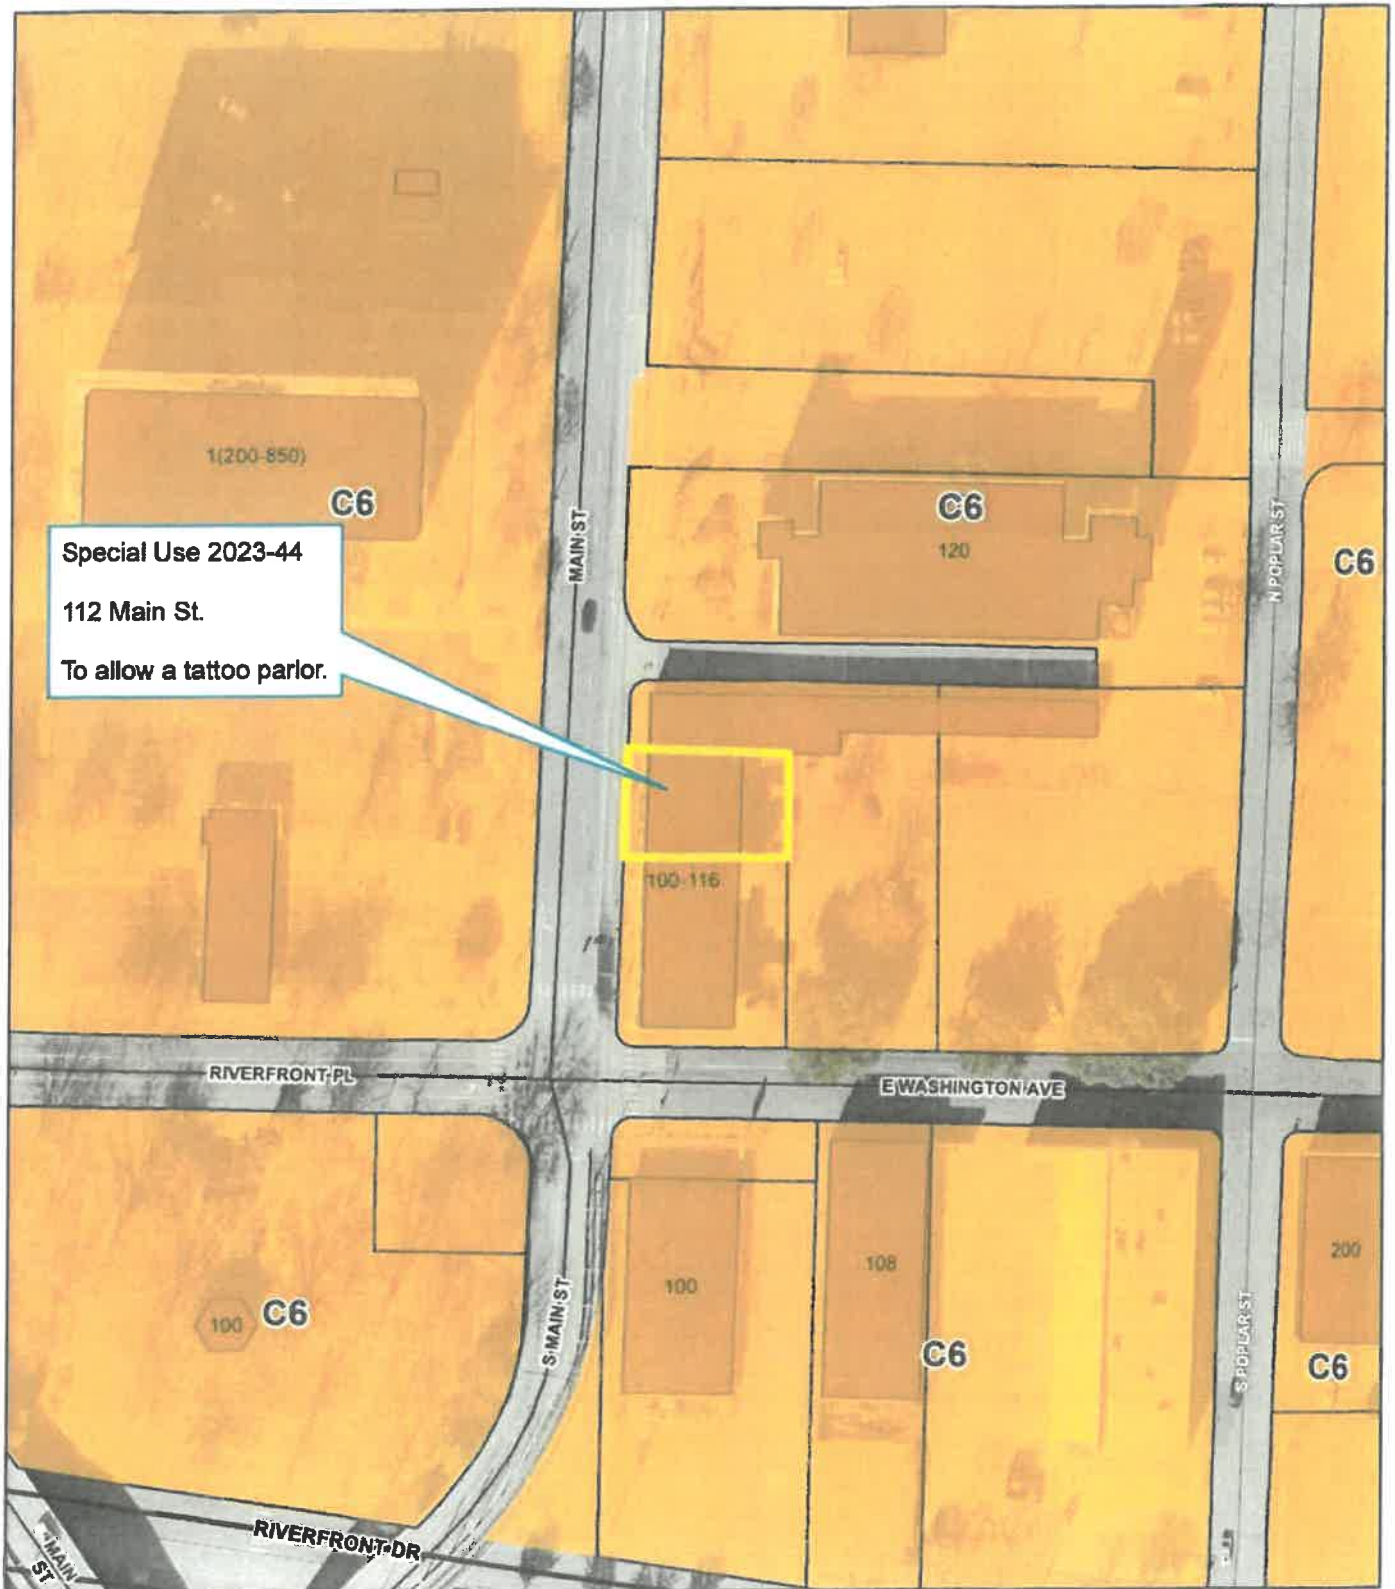 1(200-850)
C6
C6
120
C6
MAIN ST
N POPLAR ST
Special Use 2023-44
112 Main St.
To allow a tattoo parlor.
100-116
RIVERFRONT PL
E WASHINGTON AVE
200
108
100
100
C6
S MAIN ST
S POPLAR ST
C6
C6
RIVERFRONT DR
MAIN
ST